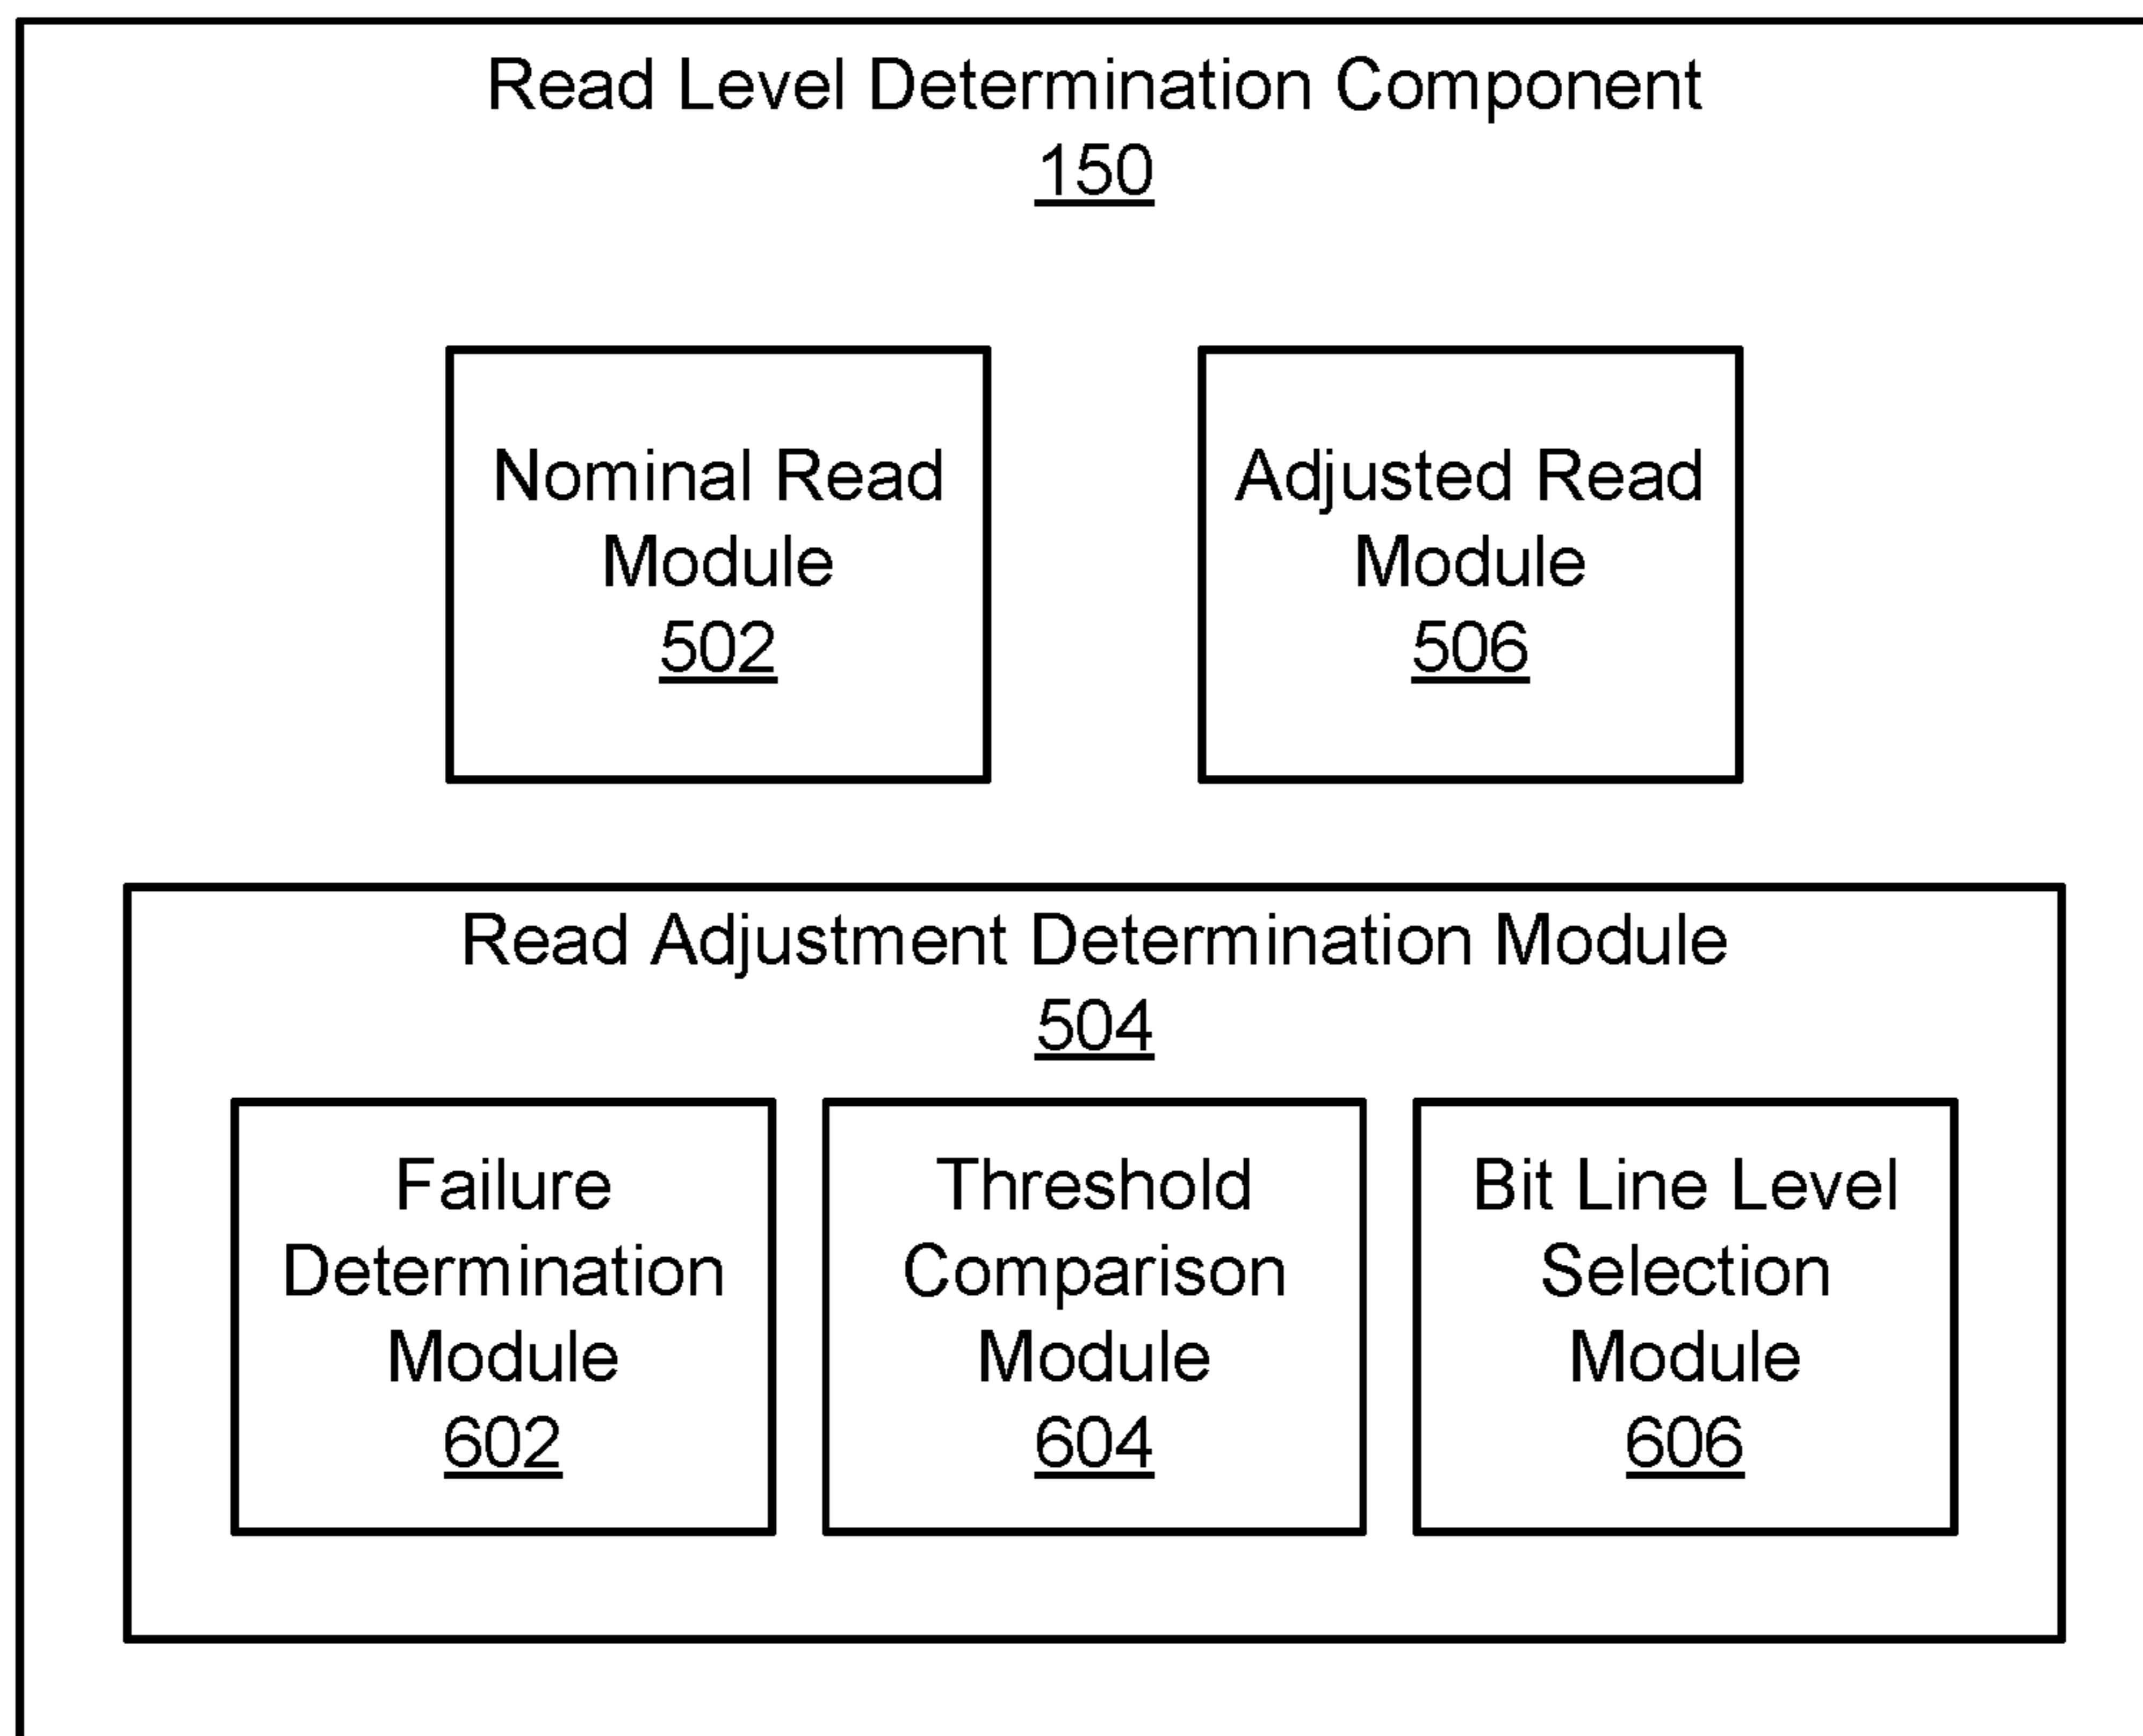 Read Level Determination Component
150
Nominal Read
Module
502
Adjusted Read
Module
506
Read Adjustment Determination Module
504
Failure
Determination
Module
602
Threshold
Comparison
Module
604
Bit Line Level
Selection
Module
606